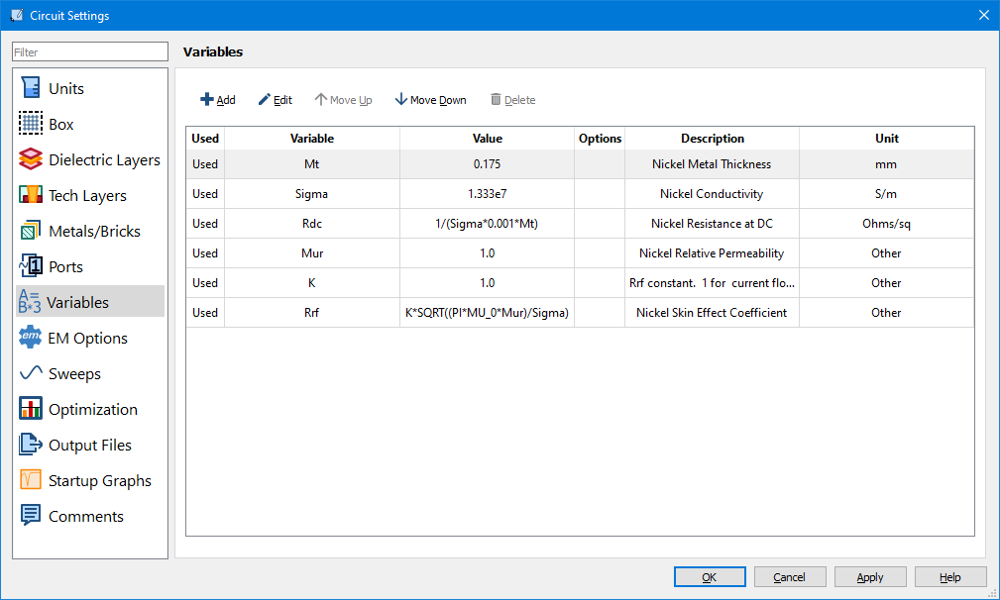 Circuit Settings
Filter
Units
Box
Dielectric Layers
Tech Layers
Metals/Bricks
Ports
Variables
EM Options
Sweeps
Optimization
Output Files
Startup Graphs
Comments
Variables
Add Edit Move Up Move Down Delete
Used Variable Value Options Description Unit
Used Mt 0.175 Nickel Metal Thickness mm
Used Sigma 1.333e7 Nickel Conductivity S/m
Used Rdc 1/(Sigma*0.001*Mt) Nickel Resistance at DC Ohms/sq
Used Mur 1.0 Nickel Relative Permeability Other
Used K 1.0 Rrf constant. 1 for current flo... Other
Used Rrf K*SQRT((PI*MU_0*Mur)/Sigma) Nickel Skin Effect Coefficient Other
OK Cancel Apply Help